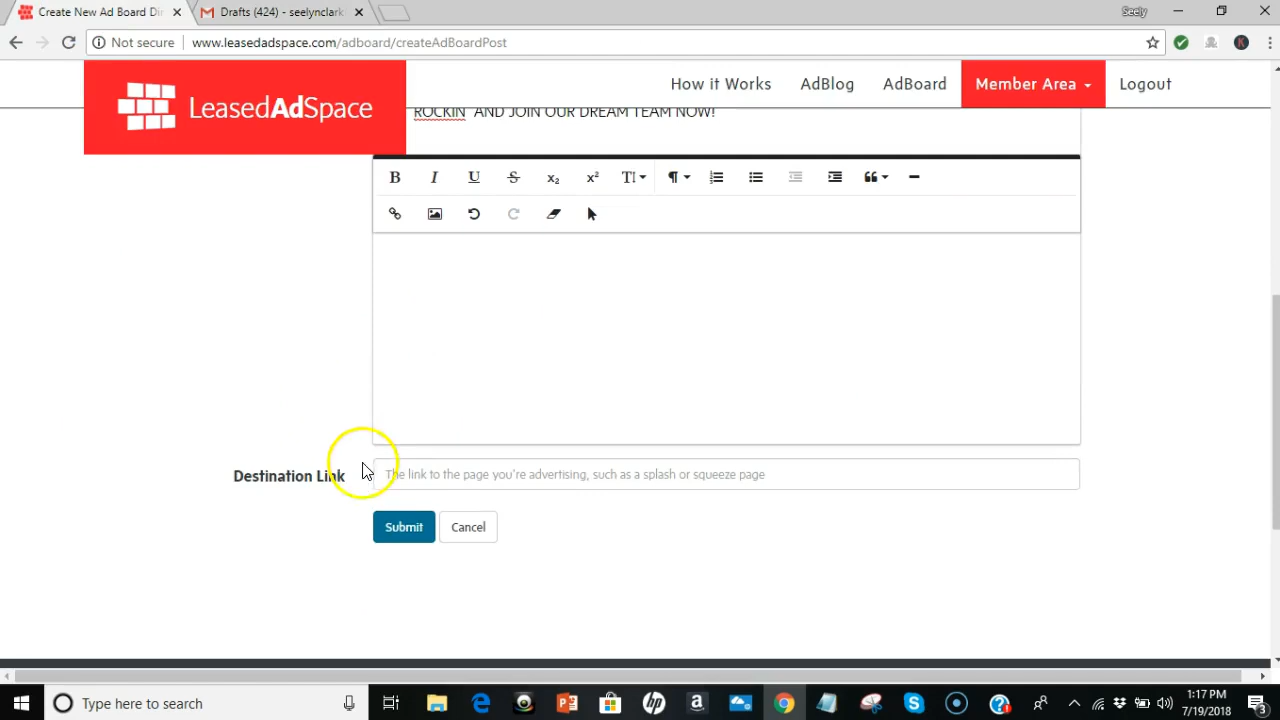 Create New Ad Board Di
Drafts (424) - seelynclark
Seely
Not secure
www.leasedadspace.com/adboard/createAdBoardPost
LeasedAdSpace
How it Works
AdBlog
AdBoard
Member Area
Logout
ROCKIN AND JOIN OUR DREAM TEAM NOW!
B I U S x₂ x² T!
Destination Link
The link to the page you're advertising, such as a splash or squeeze page
Submit
Cancel
Type here to search
1:17 PM
7/19/2018
3